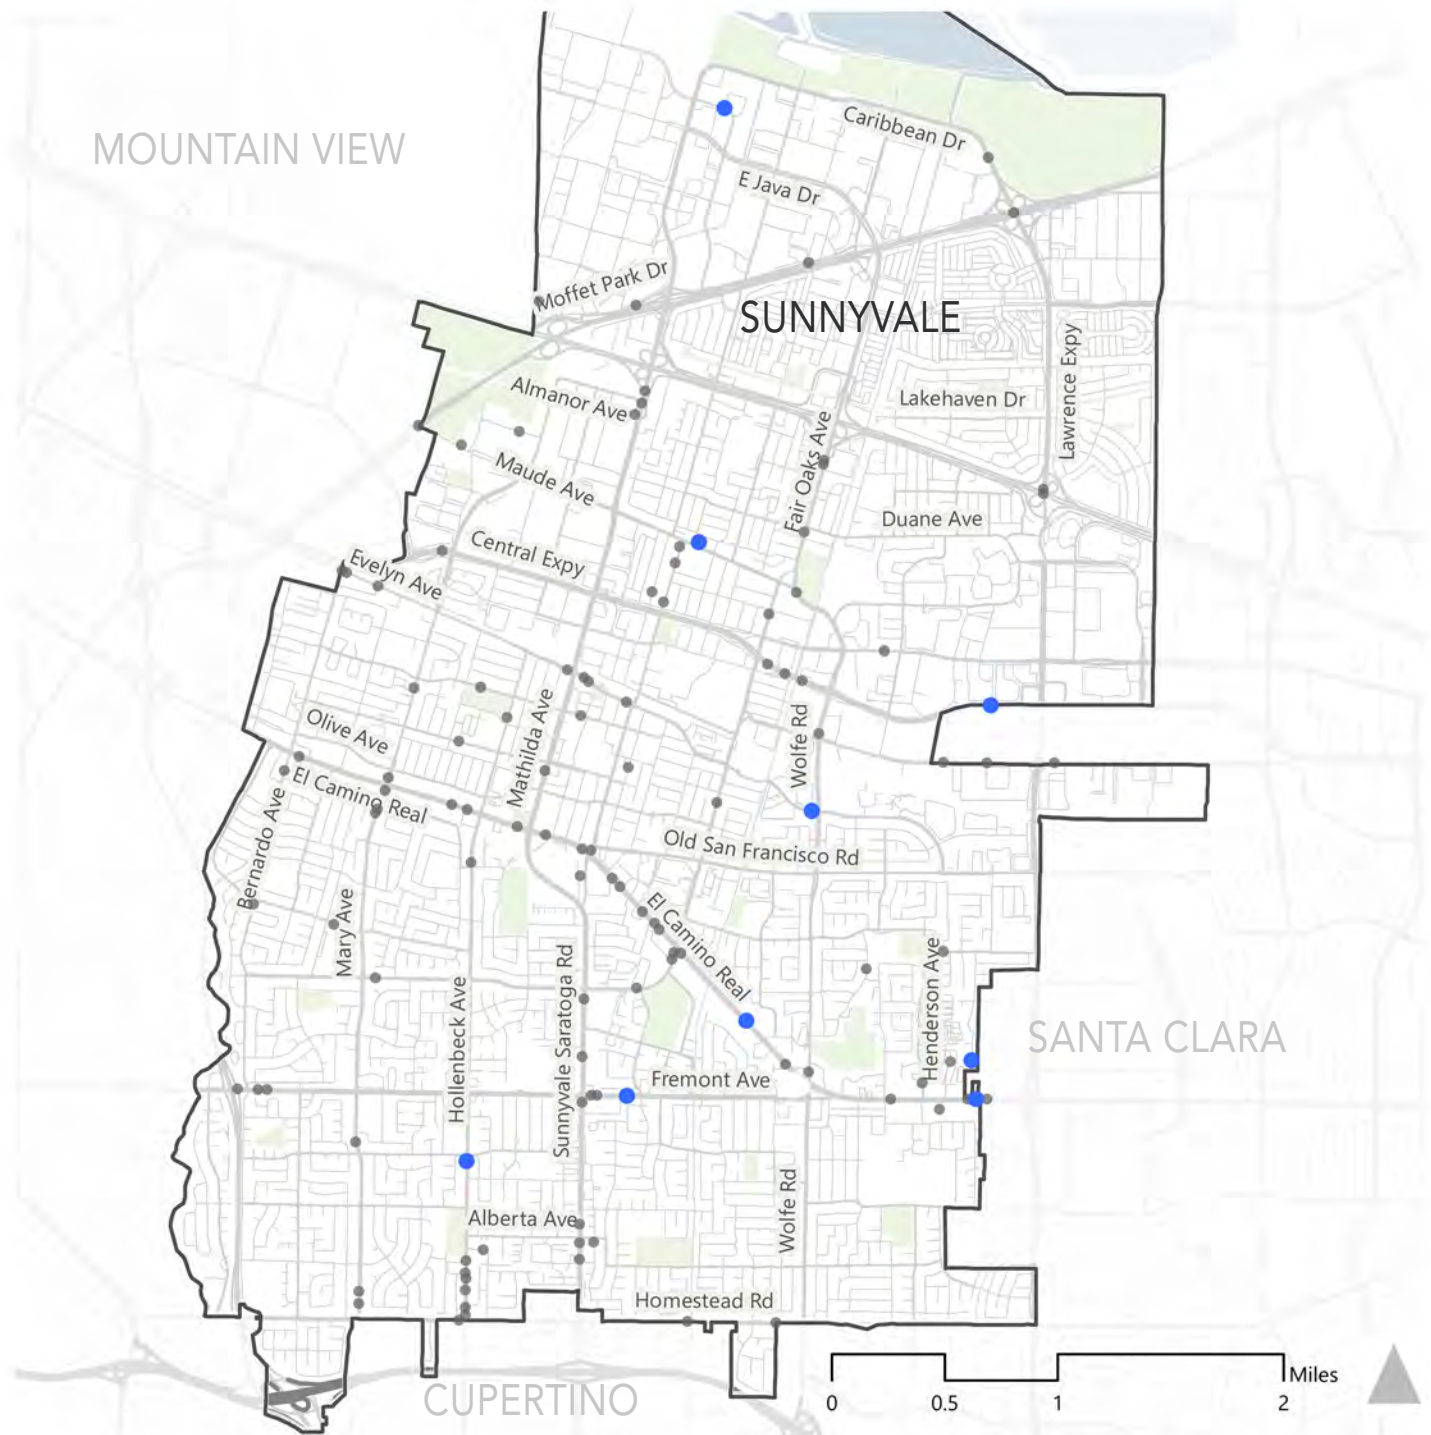 Caribbean Dr
MOUNTAIN VIEW
E Java Dr
Moffet Park Dr
SUNNYVALE
Almanor Ave
Lakehaven Dr
Lawrence Expy
Fair Oaks Ave
Maude Ave
Duane Ave
Central Expy
Evelyn Ave
Olive Ave
Mathilda Ave
Wolfe Rd
El Camino Real
Bernardo Ave
Old San Francisco Rd
Mary Ave
El Camino Real
Hollenbeck Ave
Sunnyvale Saratoga Rd
Henderson Ave
SANTA CLARA
Fremont Ave
Wolfe Rd
Alberta Ave
Homestead Rd
CUPERTINO
Miles
0 0.5 1 2